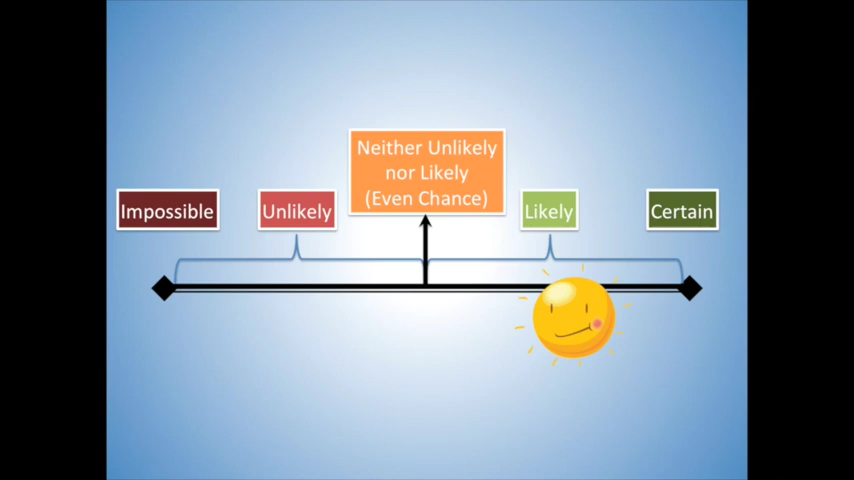 Neither Unlikely
nor Likely
(Even Chance)
Impossible
Unlikely
Likely
Certain